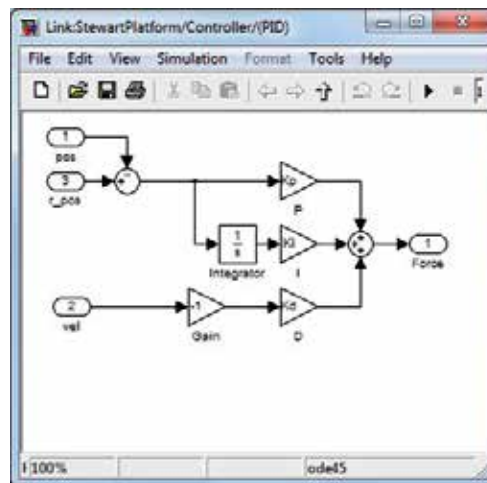 Link:StewartPlatform/Controller/(PID)
File Edit View Simulation Format Tools Help
1
pos
3
r_pos
Kp
P
1
s
Integrator
Ki
I
1
Force
2
vel
-1
Gain
Kd
D
100%
ode45